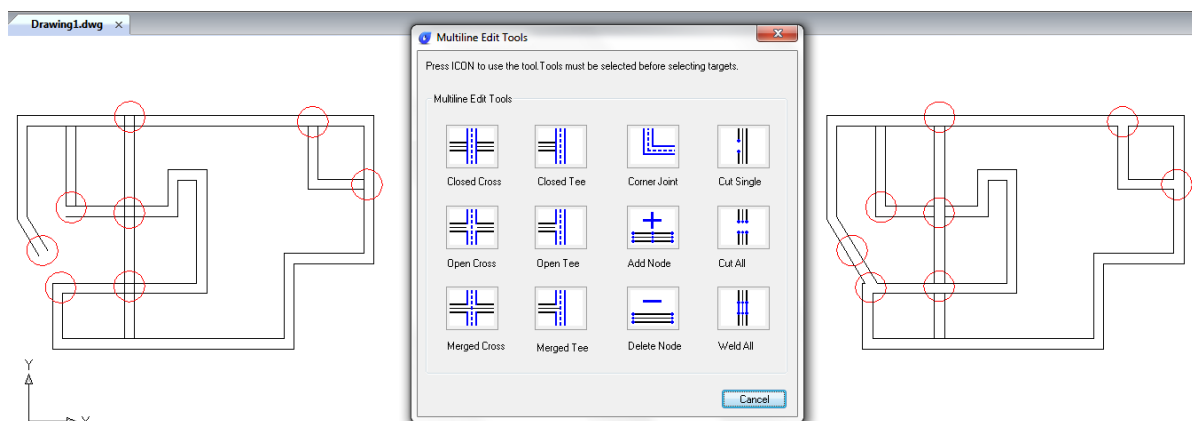 Drawing1.dwg ×
Multiline Edit Tools
Press ICON to use the tool.Tools must be selected before selecting targets.
Multiline Edit Tools
Closed Cross Closed Tee Corner Joint Cut Single
Open Cross Open Tee Add Node Cut All
Merged Cross Merged Tee Delete Node Weld All
Cancel
Y
X